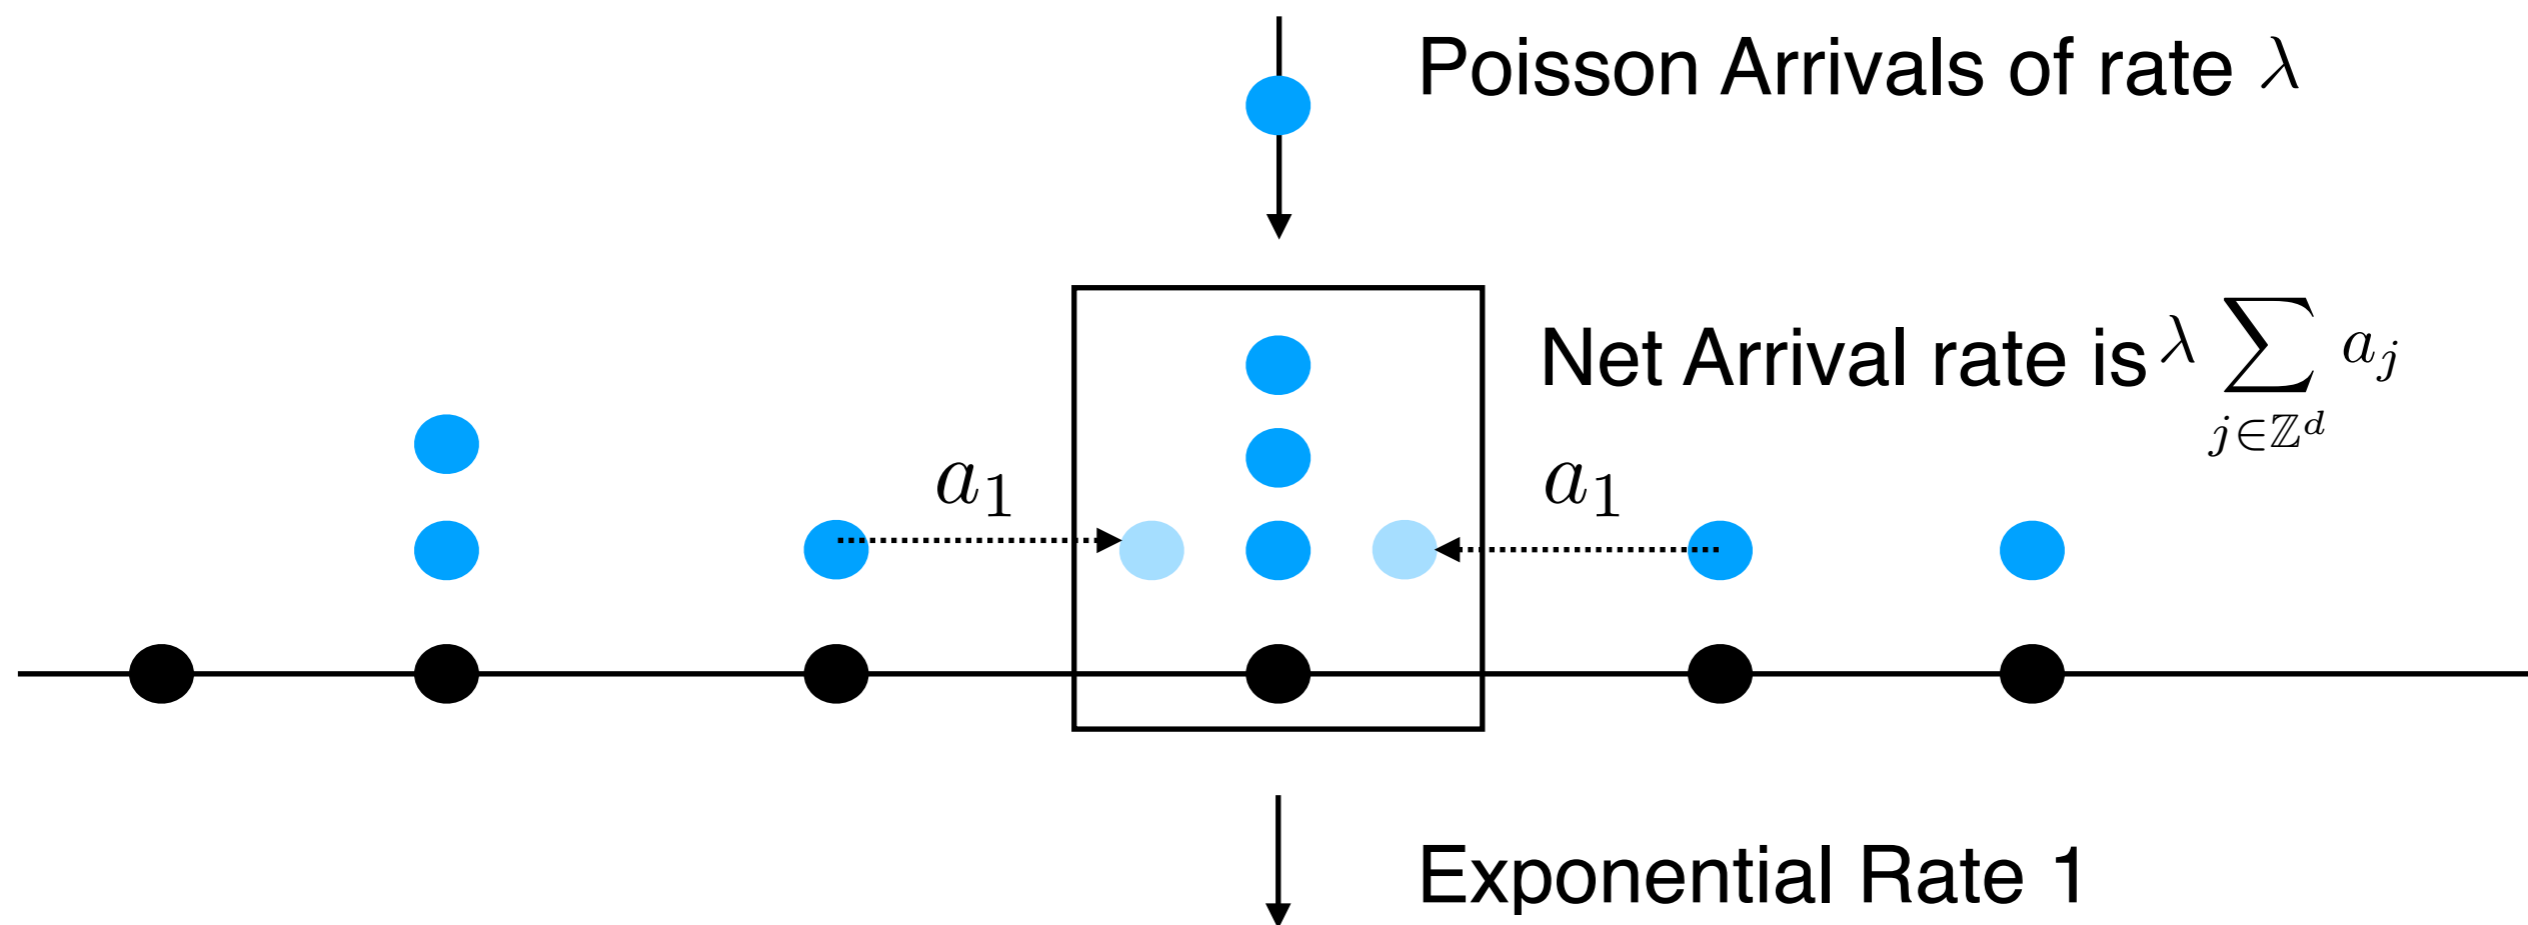 Poisson Arrivals of rate λ
Net Arrival rate is λ ∑_{j∈ℤ^d} a_j
a_1
a_1
Exponential Rate 1